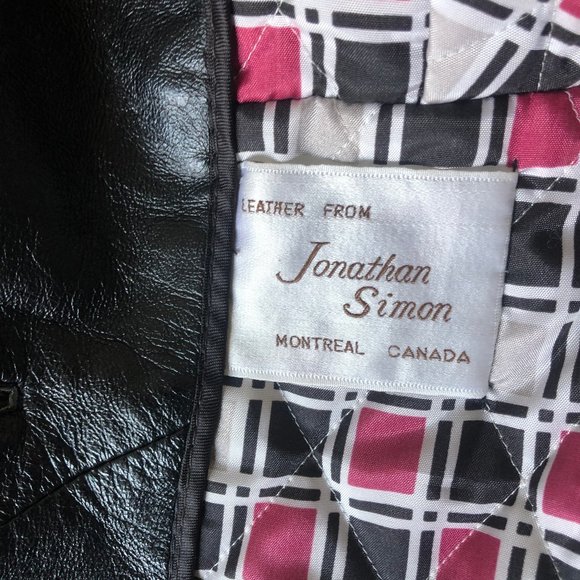 LEATHER FROM
Jonathan
Simon
MONTREAL CANADA